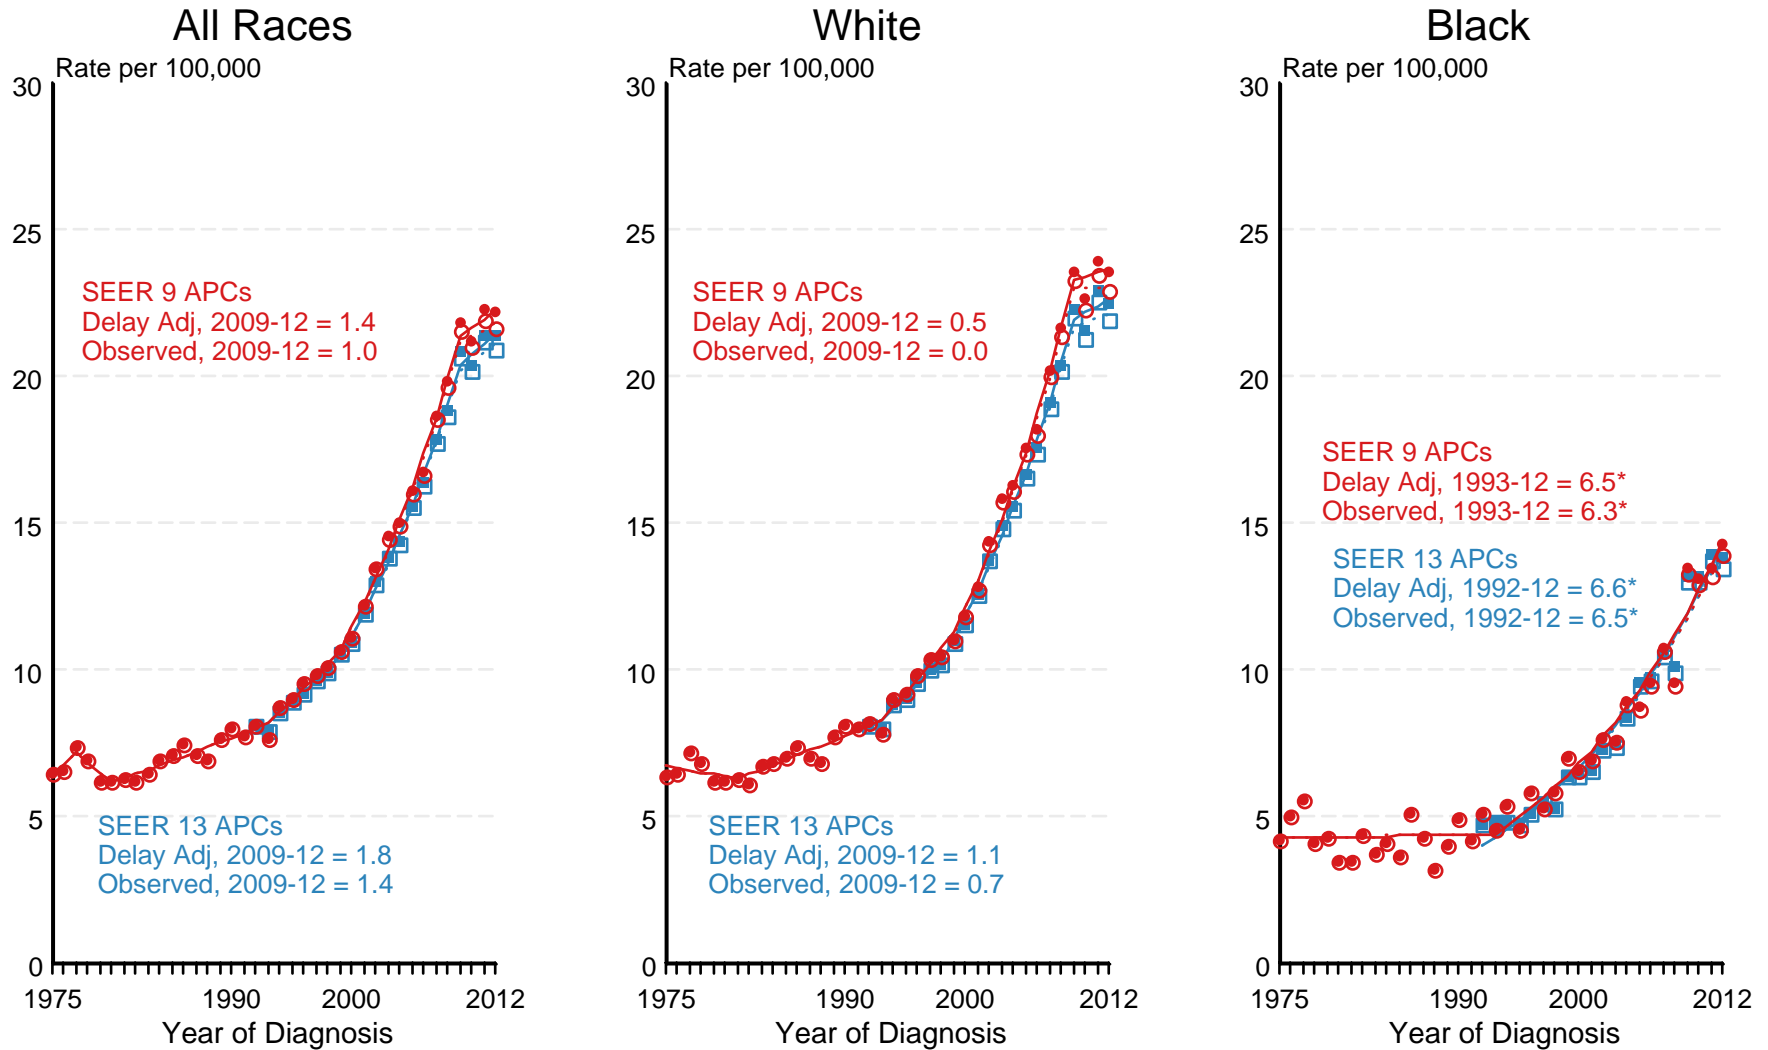 All Races
Rate per 100,000
30
25
20
15
10
5
0
SEER 9 APCs
Delay Adj, 2009-12 = 1.4
Observed, 2009-12 = 1.0
SEER 13 APCs
Delay Adj, 2009-12 = 1.8
Observed, 2009-12 = 1.4
1975 1990 2000 2012
Year of Diagnosis
White
Rate per 100,000
30
25
20
15
10
5
0
SEER 9 APCs
Delay Adj, 2009-12 = 0.5
Observed, 2009-12 = 0.0
SEER 13 APCs
Delay Adj, 2009-12 = 1.1
Observed, 2009-12 = 0.7
1975 1990 2000 2012
Year of Diagnosis
Black
Rate per 100,000
30
25
20
15
10
5
0
SEER 9 APCs
Delay Adj, 1993-12 = 6.5*
Observed, 1993-12 = 6.3*
SEER 13 APCs
Delay Adj, 1992-12 = 6.6*
Observed, 1992-12 = 6.5*
1975 1990 2000 2012
Year of Diagnosis